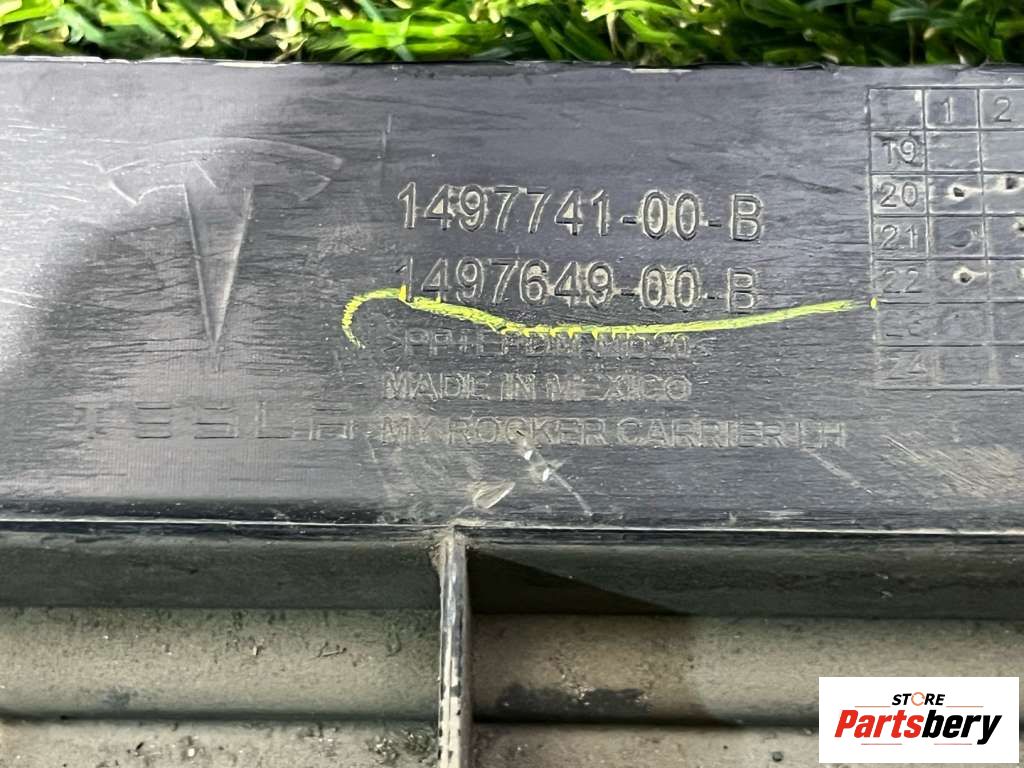 1497741-00-B
1497649-00-B
MADE IN MEXICO
TESLA
MY ROCKER CARRIER LH
1 2
19
20
21
22
24
STORE
Partsbery